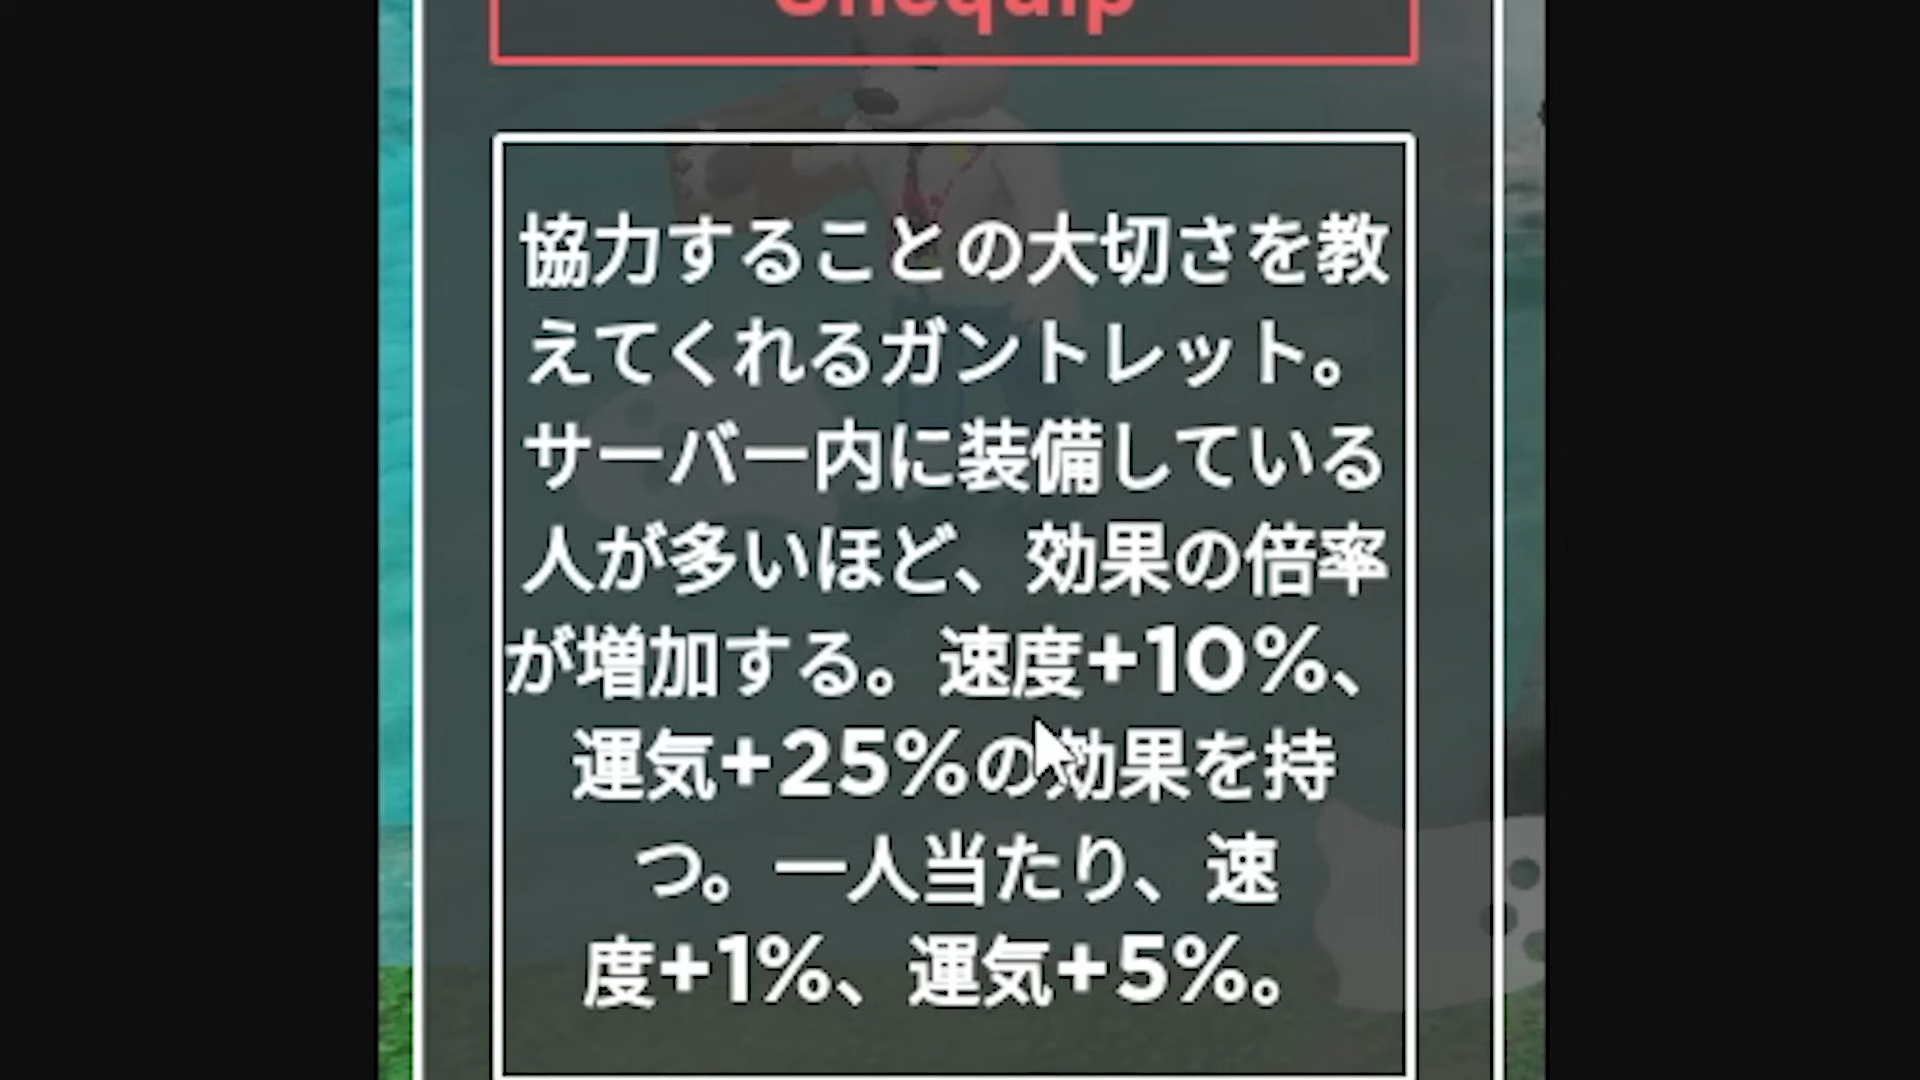 Unequip
協力することの大切さを教
えてくれるガントレット。
サーバー内に装備している
人が多いほど、効果の倍率
が増加する。速度+10%、
運気+25%の効果を持
つ。一人当たり、速
度+1%、運気+5%。